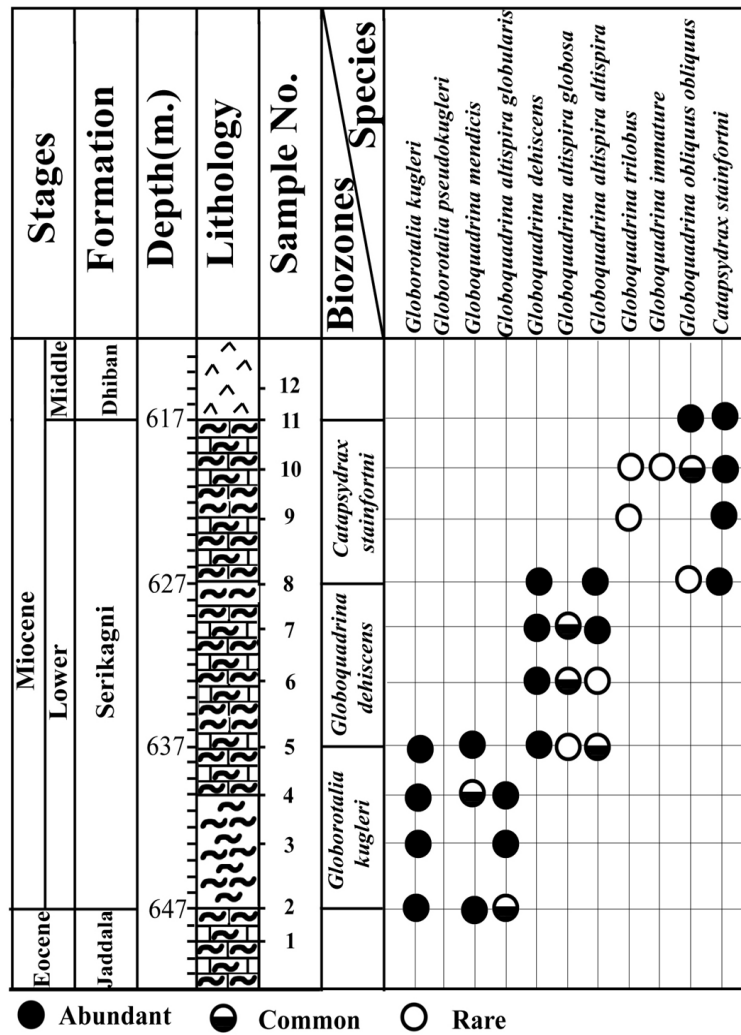 Stages
Formation
Depth(m.)
Lithology
Sample No.
Biozones
Species
Globorotalia kugleri
Globorotalia pseudokugleri
Globoquadrina mendicis
Globoquadrina altispira globularis
Globoquadrina dehiscens
Globoquadrina altispira globosa
Globoquadrina altispira altispira
Globoquadrina trilobus
Globoquadrina immature
Globoquadrina obliquus obliquus
Catapsydrax stainfortni
Middle
Dhiban
12
617
11
Miocene
Lower
Serikagni
10
9
Catapsydrax
stainfortni
627
8
7
6
Globoquadrina
dehiscens
637
5
4
3
Globorotalia
kugleri
647
2
Eocene
Jaddala
1
Abundant
Common
Rare